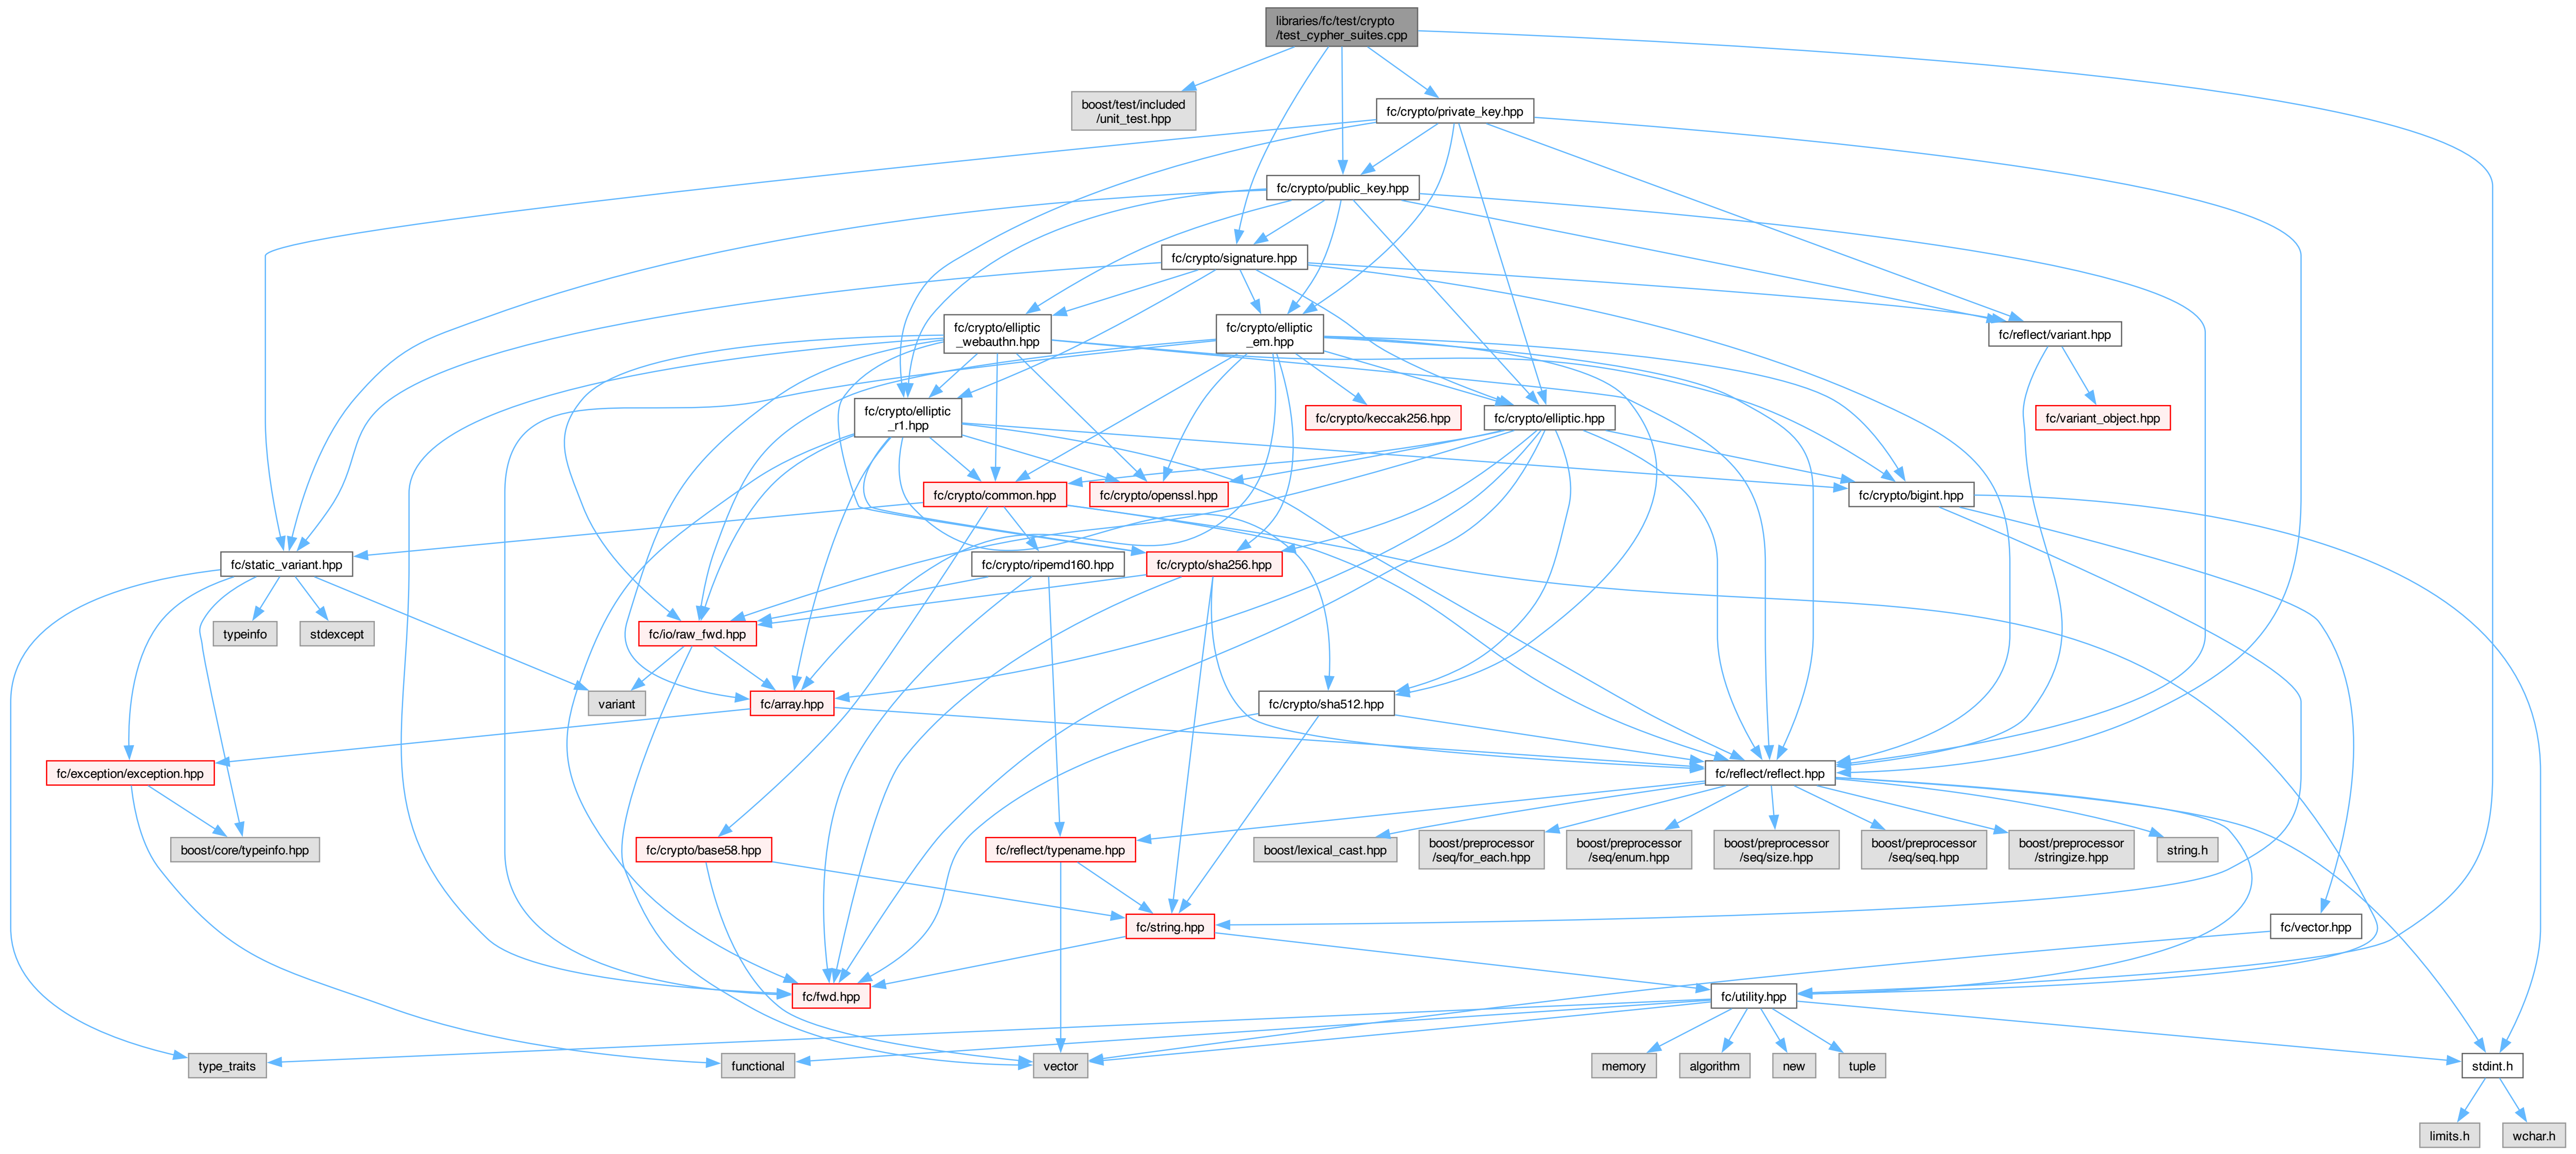 libraries/fc/test/crypto
/test_cypher_suites.cpp
boost/test/included
/unit_test.hpp
fc/crypto/private_key.hpp
fc/crypto/public_key.hpp
fc/crypto/signature.hpp
fc/crypto/elliptic
_webauthn.hpp
fc/crypto/elliptic
_em.hpp
fc/reflect/variant.hpp
fc/crypto/elliptic
_r1.hpp
fc/crypto/keccak256.hpp
fc/crypto/elliptic.hpp
fc/variant_object.hpp
fc/crypto/common.hpp
fc/crypto/openssl.hpp
fc/crypto/bigint.hpp
fc/static_variant.hpp
fc/crypto/ripemd160.hpp
fc/crypto/sha256.hpp
typeinfo
stdexcept
fc/io/raw_fwd.hpp
variant
fc/array.hpp
fc/crypto/sha512.hpp
fc/exception/exception.hpp
fc/reflect/reflect.hpp
boost/core/typeinfo.hpp
fc/crypto/base58.hpp
fc/reflect/typename.hpp
boost/lexical_cast.hpp
boost/preprocessor
/seq/for_each.hpp
boost/preprocessor
/seq/enum.hpp
boost/preprocessor
/seq/size.hpp
boost/preprocessor
/seq/seq.hpp
boost/preprocessor
/stringize.hpp
string.h
fc/string.hpp
fc/vector.hpp
fc/fwd.hpp
fc/utility.hpp
type_traits
functional
vector
memory
algorithm
new
tuple
stdint.h
limits.h
wchar.h